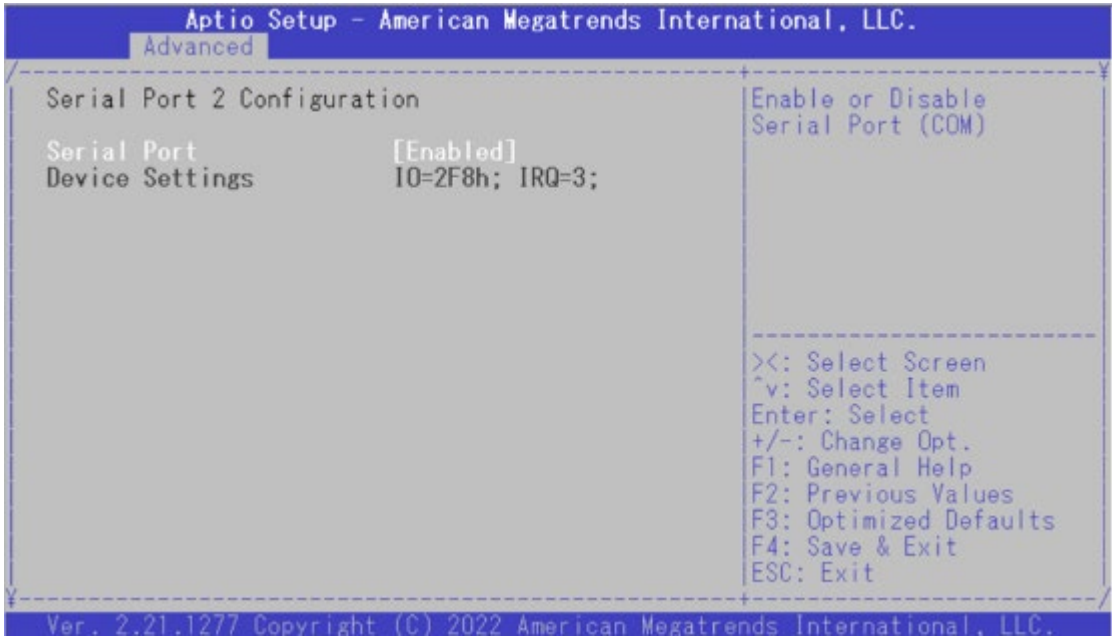 Aptio Setup - American Megatrends International, LLC.
Advanced
Serial Port 2 Configuration
Serial Port [Enabled]
Device Settings IO=2F8h; IRQ=3;
Enable or Disable
Serial Port (COM)
><: Select Screen
^v: Select Item
Enter: Select
+/-: Change Opt.
F1: General Help
F2: Previous Values
F3: Optimized Defaults
F4: Save & Exit
ESC: Exit
Ver. 2.21.1277 Copyright (C) 2022 American Megatrends International, LLC.